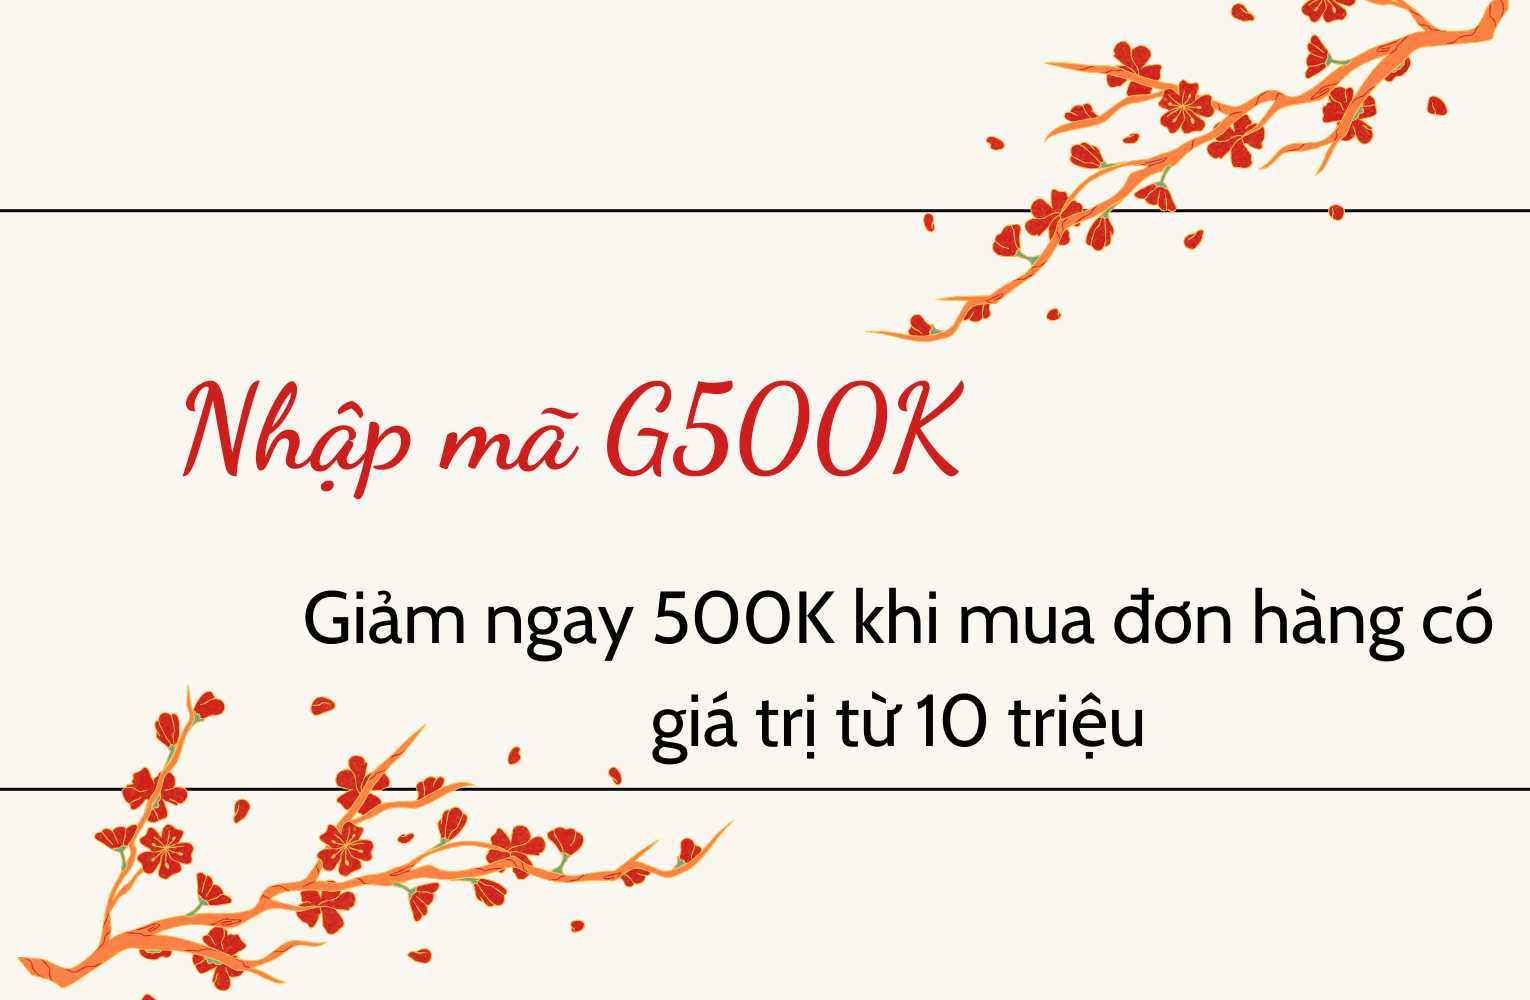 Nhập mã G500K
Giảm ngay 500K khi mua đơn hàng có
giá trị từ 10 triệu